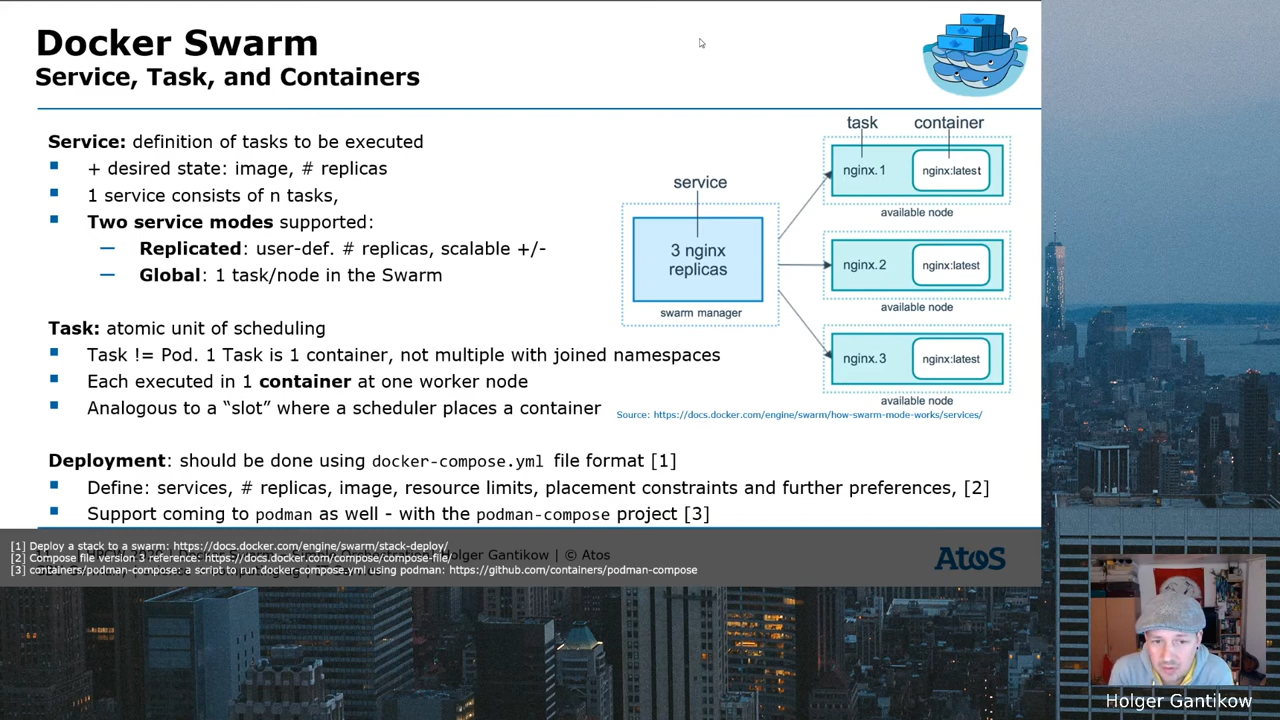 Docker Swarm
Service, Task, and Containers
Service: definition of tasks to be executed
+ desired state: image, # replicas
1 service consists of n tasks,
Two service modes supported:
Replicated: user-def. # replicas, scalable +/-
Global: 1 task/node in the Swarm
Task: atomic unit of scheduling
Task != Pod. 1 Task is 1 container, not multiple with joined namespaces
Each executed in 1 container at one worker node
Analogous to a “slot” where a scheduler places a container
task
container
service
3 nginx
replicas
swarm manager
nginx.1
nginx:latest
available node
nginx.2
nginx:latest
available node
nginx.3
nginx:latest
available node
Source: https://docs.docker.com/engine/swarm/how-swarm-mode-works/services/
Deployment: should be done using docker-compose.yml file format [1]
Define: services, # replicas, image, resource limits, placement constraints and further preferences, [2]
Support coming to podman as well - with the podman-compose project [3]
[1] Deploy a stack to a swarm: https://docs.docker.com/engine/swarm/stack-deploy/
[2] Compose file version 3 reference: https://docs.docker.com/compose/compose-file/
[3] containers/podman-compose: a script to run docker-compose.yml using podman: https://github.com/containers/podman-compose
Holger Gantikow | © Atos
Atos
Holger Gantikow